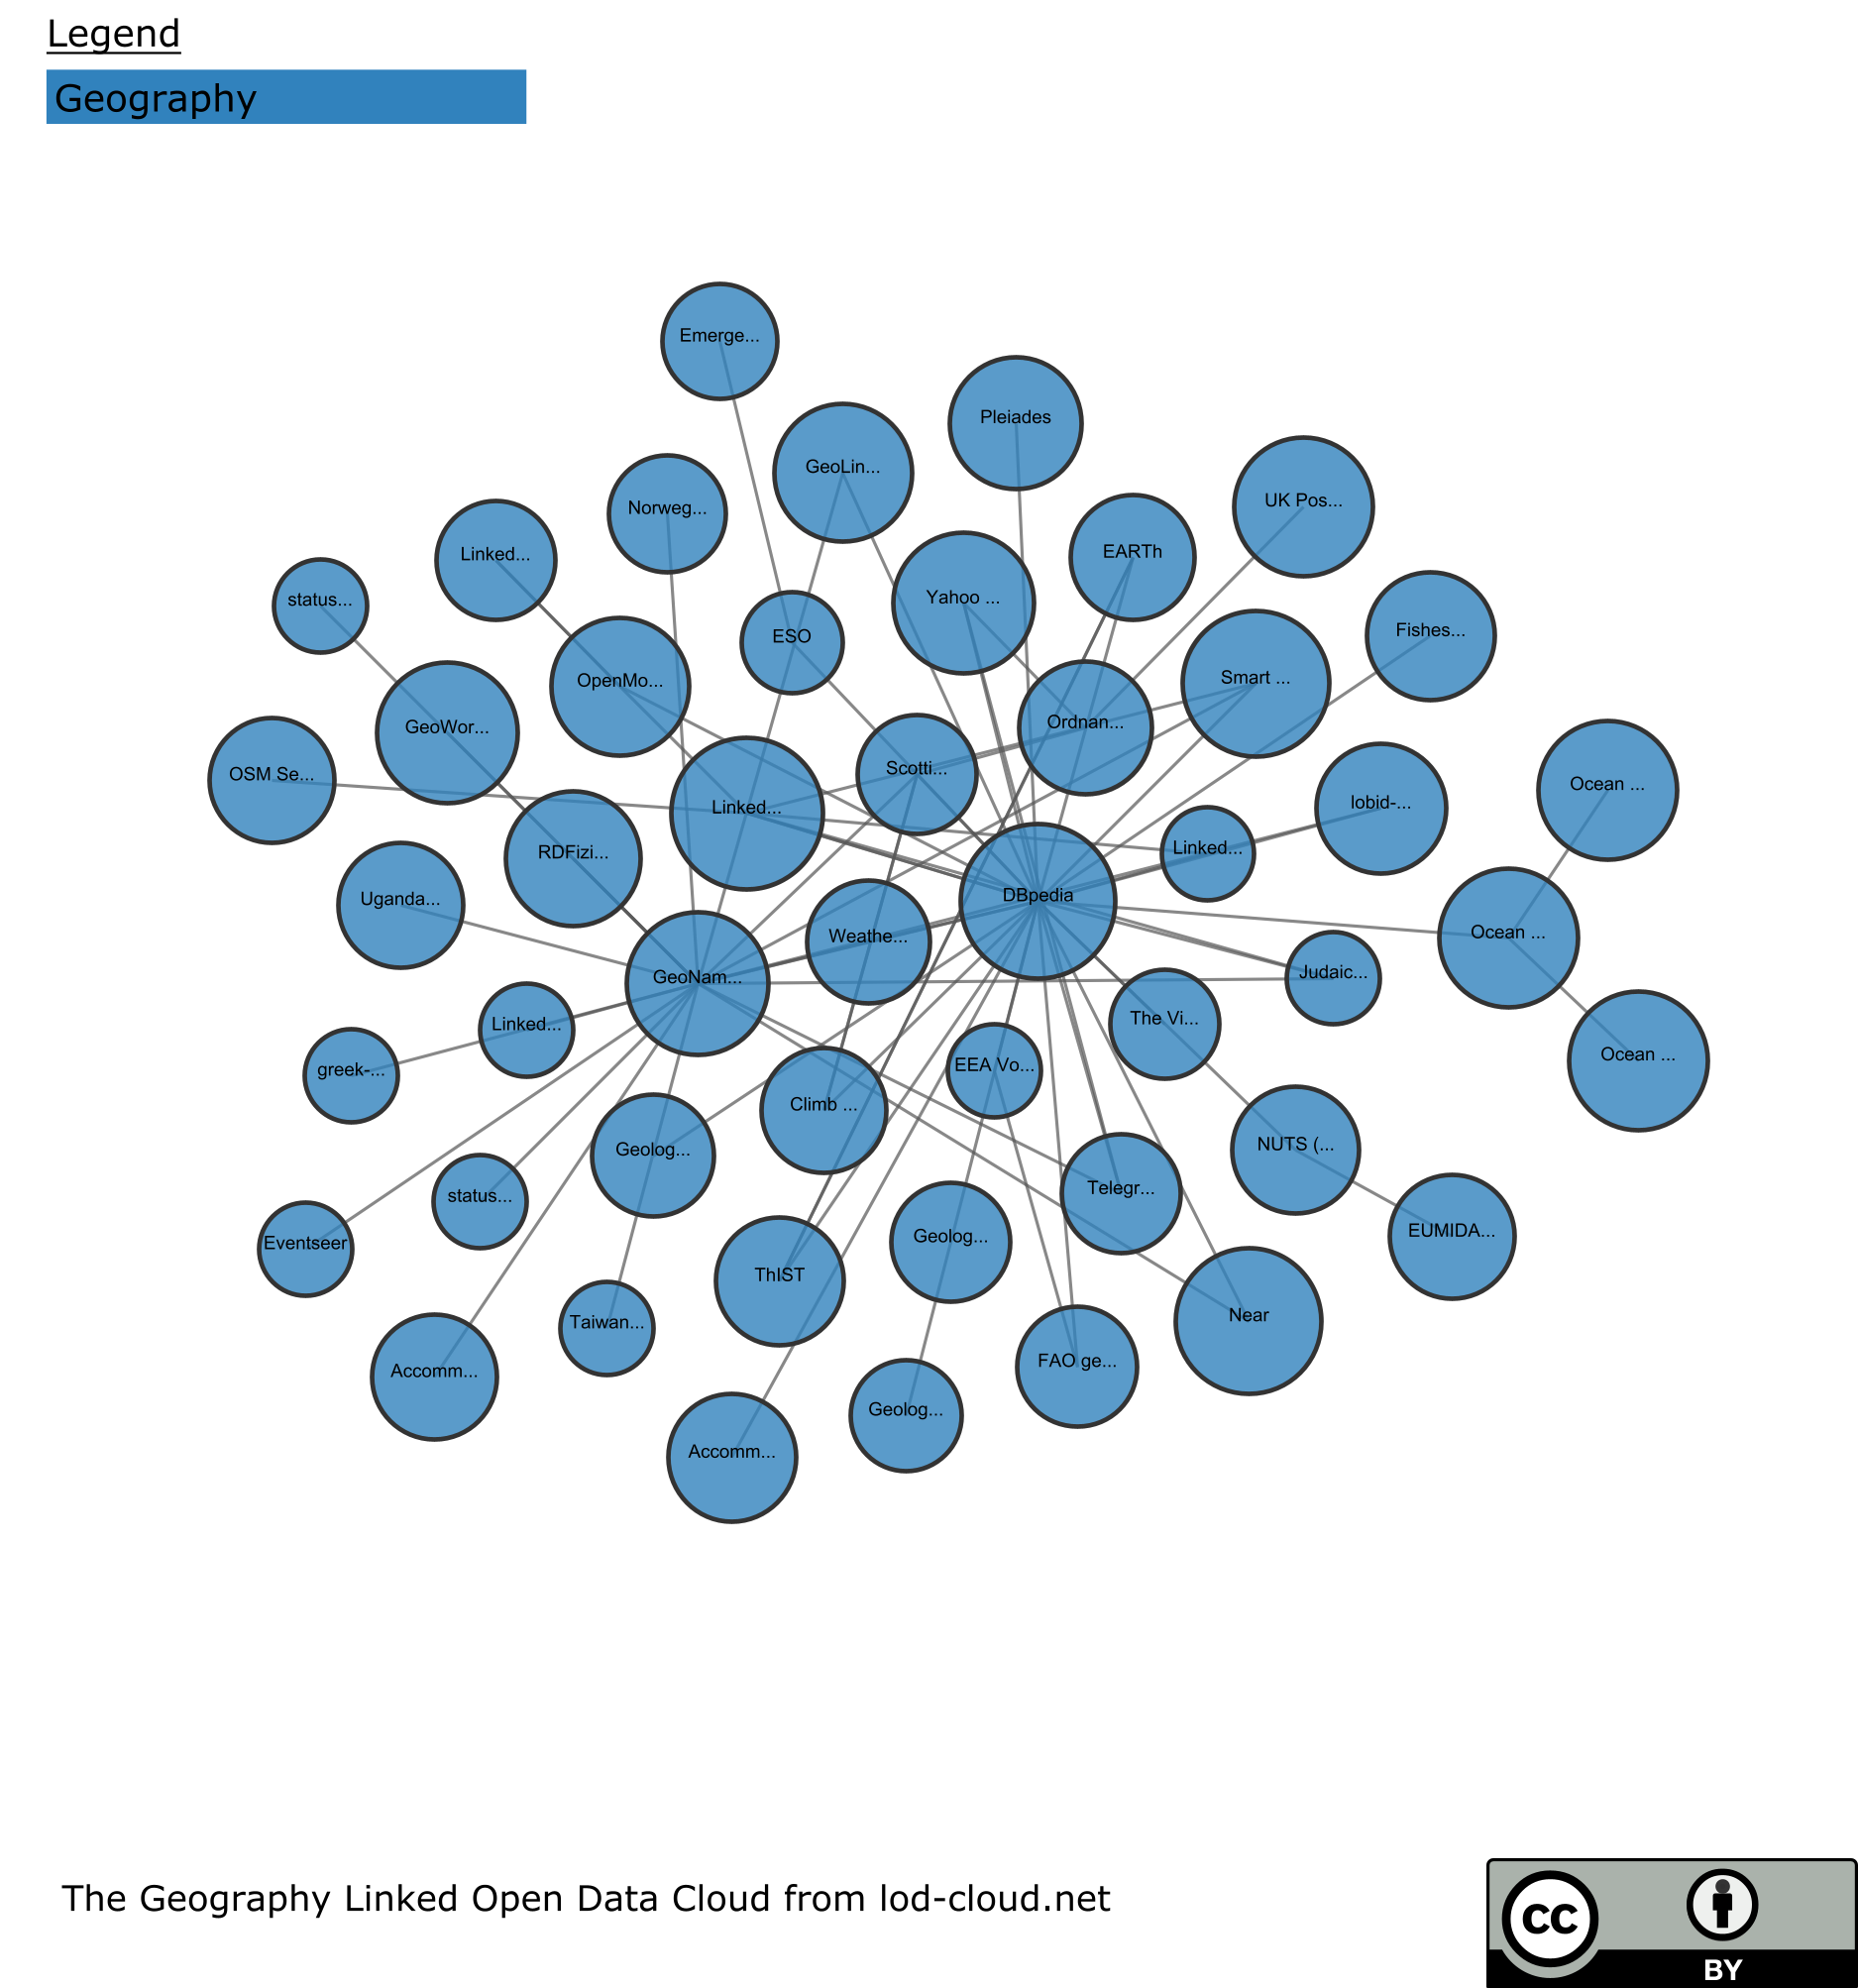 Legend
Geography
Emerge...
Pleiades
GeoLin...
UK Pos...
Norweg...
Linked...
EARTh
Yahoo ...
status...
Fishes...
ESO
OpenMo...
Smart ...
Ordnan...
GeoWor...
OSM Se...
Scotti...
Ocean ...
Linked...
lobid-...
RDFizi...
Linked...
Uganda...
DBpedia
Weathe...
Ocean ...
GeoNam...
Judaic...
Linked...
The Vi...
Ocean ...
greek-...
EEA Vo...
Climb ...
Geolog...
NUTS (...
status...
Telegr...
Eventseer
Geolog...
EUMIDA...
ThIST
Taiwan...
Near
Accomm...
FAO ge...
Geolog...
Accomm...
The Geography Linked Open Data Cloud from lod-cloud.net
cc
BY